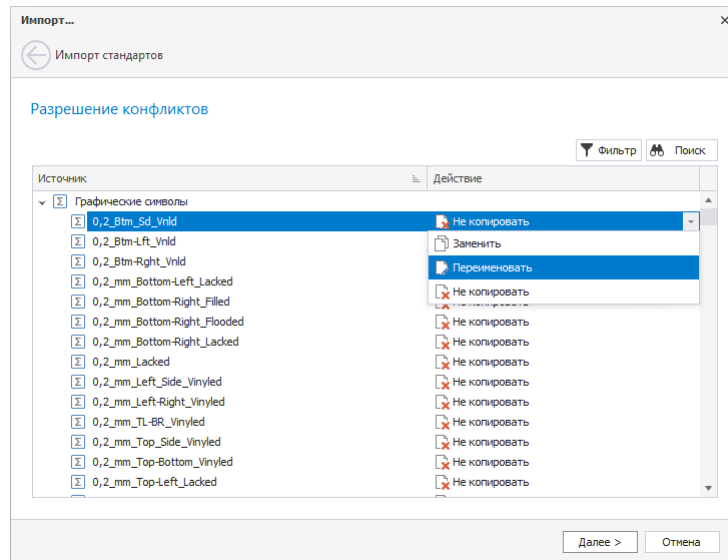 Импорт...
Импорт стандартов
Разрешение конфликтов
Фильтр Поиск
Источник Действие
Графические символы
0,2_Btm_Sd_Vnld Не копировать
0,2_Btm-Lft_Vnld Заменить
0,2_Btm-Rght_Vnld Переименовать
0,2_mm_Bottom-Left_Lacked Не копировать
0,2_mm_Bottom-Right_Filled
0,2_mm_Bottom-Right_Flooded Не копировать
0,2_mm_Bottom-Right_Lacked Не копировать
0,2_mm_Lacked Не копировать
0,2_mm_Left_Side_Vinyled Не копировать
0,2_mm_Left-Right_Vinyled Не копировать
0,2_mm_TL-BR_Vinyled Не копировать
0,2_mm_Top_Side_Vinyled Не копировать
0,2_mm_Top-Bottom_Vinyled Не копировать
0,2_mm_Top-Left_Lacked Не копировать
Далее > Отмена